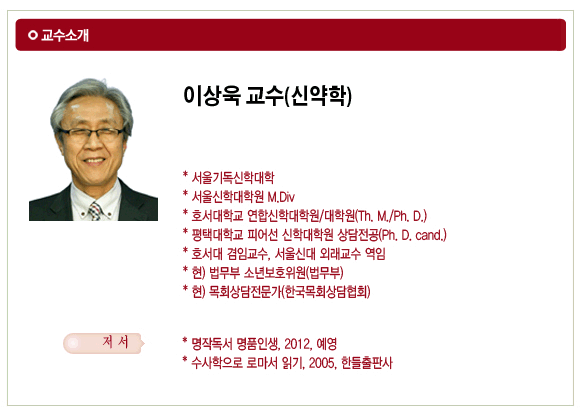 교수소개
이상욱 교수(신약학)
* 서울기독신학대학
* 서울신학대학원 M.Div
* 호서대학교 연합신학대학원/대학원(Th. M./Ph. D.)
* 평택대학교 피어선 신학대학원 상담전공(Ph. D. cand.)
* 호서대 겸임교수, 서울신대 외래교수 역임
* 현) 법무부 소년보호위원(법무부)
* 현) 목회상담전문가(한국목회상담협회)
저 서
* 명작독서 명품인생, 2012, 예영
* 수사학으로 로마서 읽기, 2005, 한들출판사